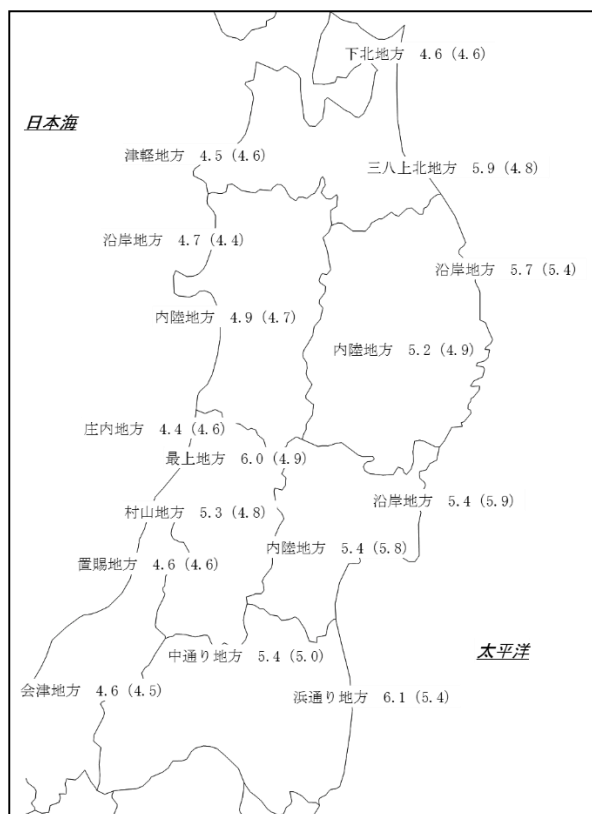 下北地方 4.6 (4.6)
日本海
津軽地方 4.5 (4.6)
三八上北地方 5.9 (4.8)
沿岸地方 4.7 (4.4)
沿岸地方 5.7 (5.4)
内陸地方 4.9 (4.7)
内陸地方 5.2 (4.9)
庄内地方 4.4 (4.6)
最上地方 6.0 (4.9)
沿岸地方 5.4 (5.9)
村山地方 5.3 (4.8)
内陸地方 5.4 (5.8)
置賜地方 4.6 (4.6)
太平洋
中通り地方 5.4 (5.0)
会津地方 4.6 (4.5)
浜通り地方 6.1 (5.4)